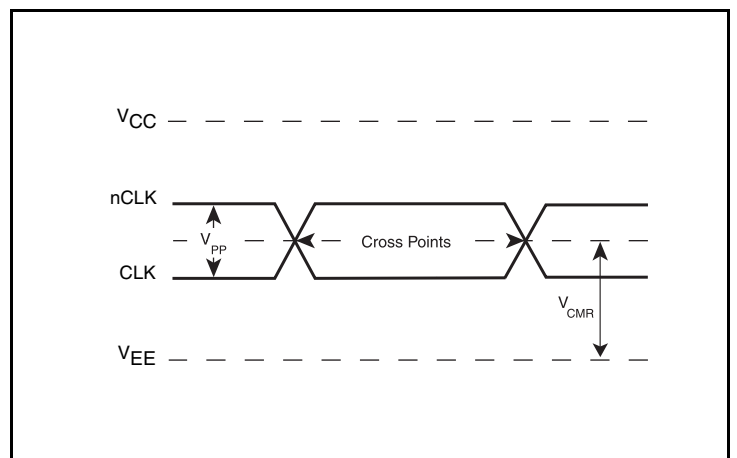 VCC
nCLK
VPP
Cross Points
CLK
VCMR
VEE